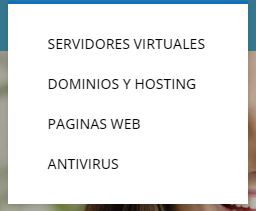 SERVIDORES VIRTUALES
DOMINIOS Y HOSTING
PAGINAS WEB
ANTIVIRUS